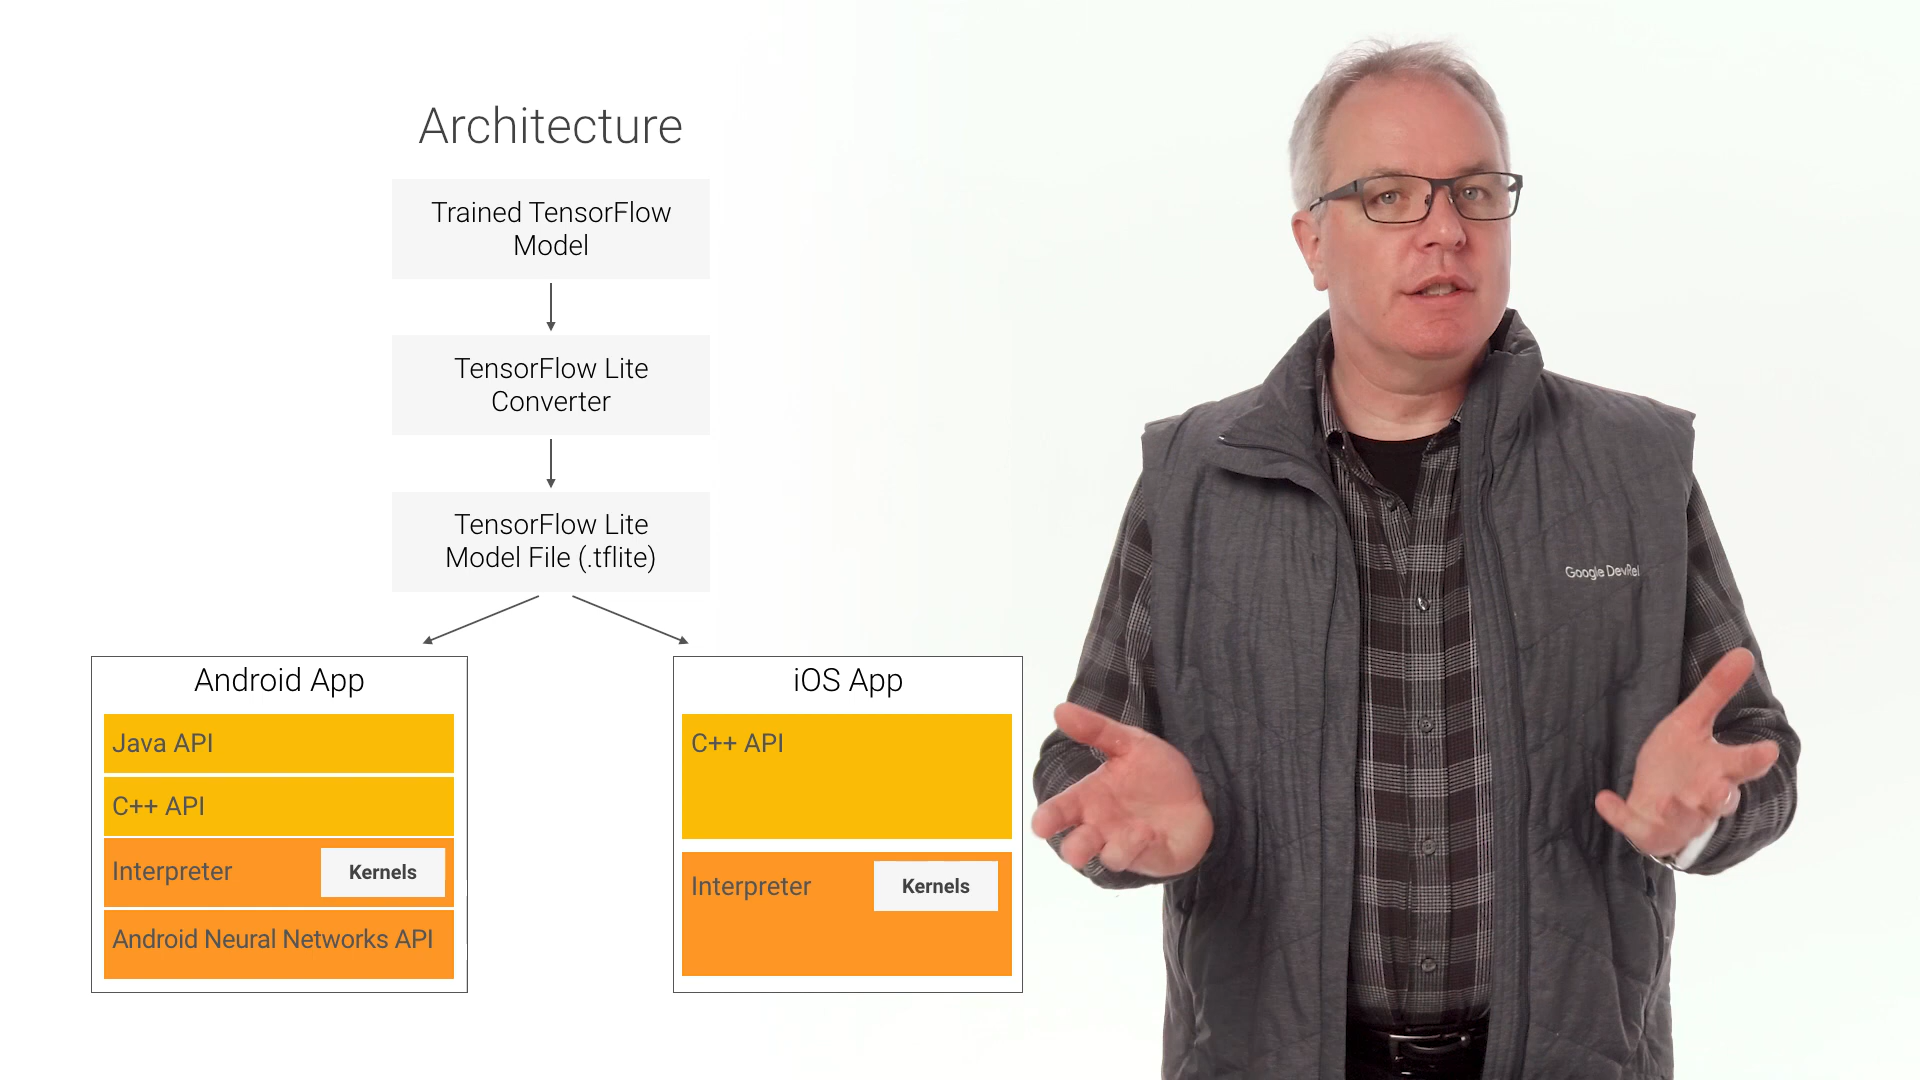 Architecture
Trained TensorFlow
Model
TensorFlow Lite
Converter
TensorFlow Lite
Model File (.tflite)
Android App
Java API
C++ API
Interpreter
Kernels
Android Neural Networks API
iOS App
C++ API
Interpreter
Kernels
Google DevRel